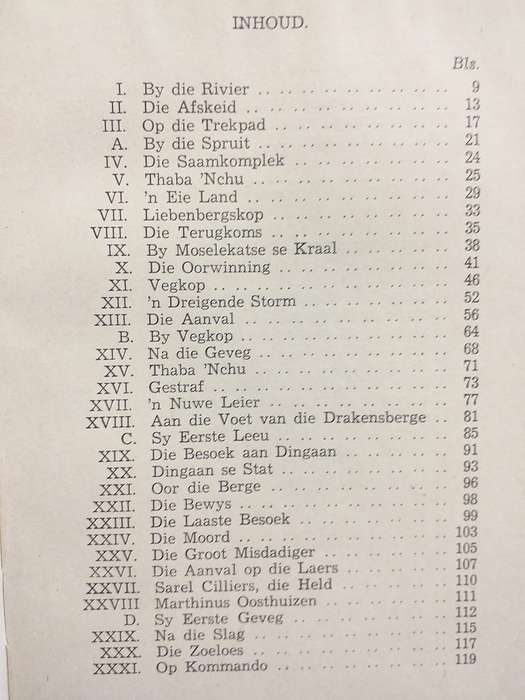 INHOUD.
Blz.
I. By die Rivier .. .. .. .. .. .. .. .. 9
II. Die Afskeid .. .. .. .. .. .. .. .. 13
III. Op die Trekpad .. .. .. .. .. .. .. 17
A. By die Spruit .. .. .. .. .. .. .. .. 21
IV. Die Saamkomplek .. .. .. .. .. .. .. 24
V. Thaba 'Nchu .. .. .. .. .. .. .. .. 25
VI. 'n Eie Land .. .. .. .. .. .. .. .. 29
VII. Liebenbergskop .. .. .. .. .. .. .. 33
VIII. Die Terugkoms .. .. .. .. .. .. .. 35
IX. By Moselekatse se Kraal .. .. .. .. .. 38
X. Die Oorwinning .. .. .. .. .. .. .. 41
XI. Vegkop .. .. .. .. .. .. .. .. .. 46
XII. 'n Dreigende Storm .. .. .. .. .. .. 52
XIII. Die Aanval .. .. .. .. .. .. .. .. 56
B. By Vegkop .. .. .. .. .. .. .. .. 64
XIV. Na die Geveg .. .. .. .. .. .. .. 68
XV. Thaba 'Nchu .. .. .. .. .. .. .. .. 71
XVI. Gestraf .. .. .. .. .. .. .. .. .. 73
XVII. 'n Nuwe Leier .. .. .. .. .. .. .. 77
XVIII. Aan die Voet van die Drakensberge .. 81
C. Sy Eerste Leeu .. .. .. .. .. .. .. 85
XIX. Die Besoek aan Dingaan .. .. .. .. .. 91
XX. Dingaan se Stat .. .. .. .. .. .. .. 93
XXI. Oor die Berge .. .. .. .. .. .. .. 96
XXII. Die Bewys .. .. .. .. .. .. .. .. 98
XXIII. Die Laaste Besoek .. .. .. .. .. .. 99
XXIV. Die Moord .. .. .. .. .. .. .. .. 103
XXV. Die Groot Misdadiger .. .. .. .. .. 105
XXVI. Die Aanval op die Laers .. .. .. .. .. 107
XXVII. Sarel Cilliers, die Held .. .. .. .. .. 110
XXVIII Marthinus Oosthuizen .. .. .. .. .. 111
D. Sy Eerste Geveg .. .. .. .. .. .. .. 112
XXIX. Na die Slag .. .. .. .. .. .. .. .. 115
XXX. Die Zoeloes .. .. .. .. .. .. .. .. 117
XXXI. Op Kommando .. .. .. .. .. .. .. 119